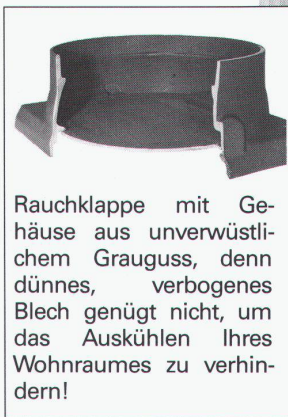 Rauchklappe mit Ge-
häuse aus unverwüstli-
chem Grauguss, denn
dünnes, verbogenes
Blech genügt nicht, um
das Auskühlen Ihres
Wohnraumes zu verhin-
dern!